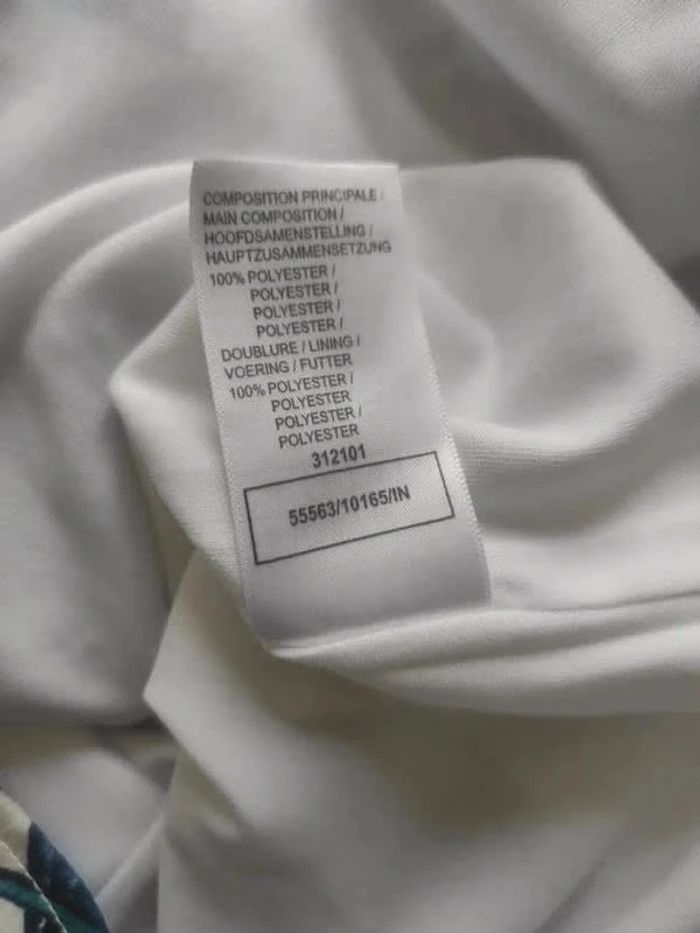 COMPOSITION PRINCIPALE /
MAIN COMPOSITION /
HOOFDSAMENSTELLING /
HAUPTZUSAMMENSETZUNG
100% POLYESTER /
POLYESTER /
POLYESTER /
POLYESTER /
DOUBLURE / LINING /
VOERING / FUTTER
100% POLYESTER /
POLYESTER
POLYESTER /
POLYESTER
312101
55563/10165/IN